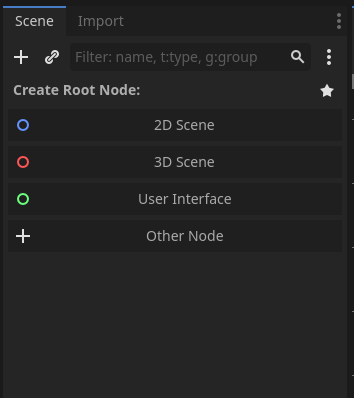 Scene Import
Filter: name, t:type, g:group
Create Root Node:
2D Scene
3D Scene
User Interface
Other Node